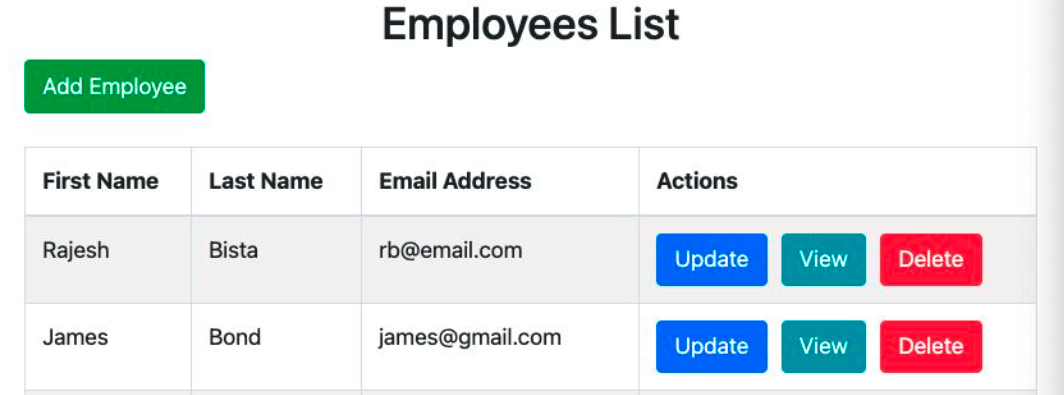 Employees List
Add Employee
First Name Last Name Email Address Actions
Rajesh Bista rb@email.com Update View Delete
James Bond james@gmail.com Update View Delete